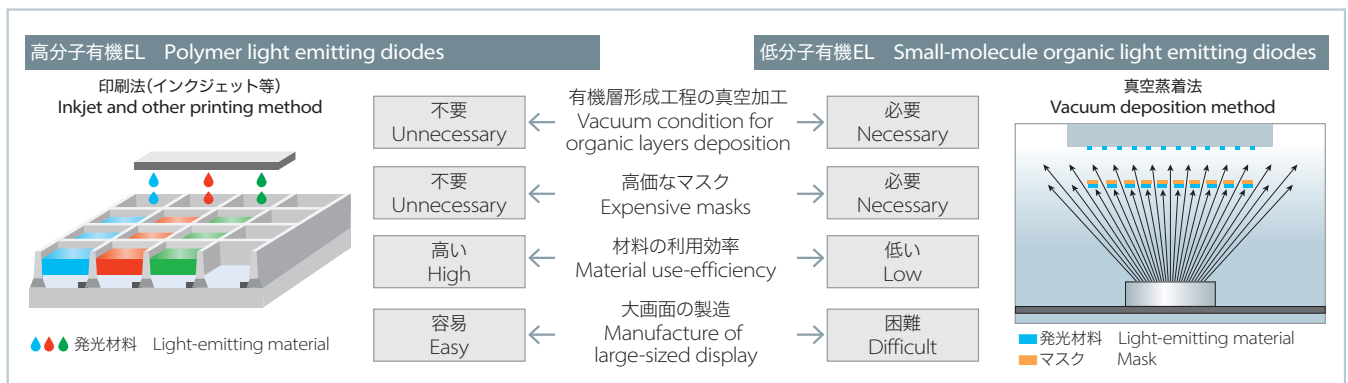 高分子有機EL Polymer light emitting diodes
印刷法(インクジェット等)
Inkjet and other printing method
発光材料 Light-emitting material
不要
Unnecessary
有機層形成工程の真空加工
Vacuum condition for
organic layers deposition
必要
Necessary
不要
Unnecessary
高価なマスク
Expensive masks
必要
Necessary
高い
High
材料の利用効率
Material use-efficiency
低い
Low
容易
Easy
大画面の製造
Manufacture of
large-sized display
困難
Difficult
低分子有機EL Small-molecule organic light emitting diodes
真空蒸着法
Vacuum deposition method
発光材料 Light-emitting material
マスク Mask